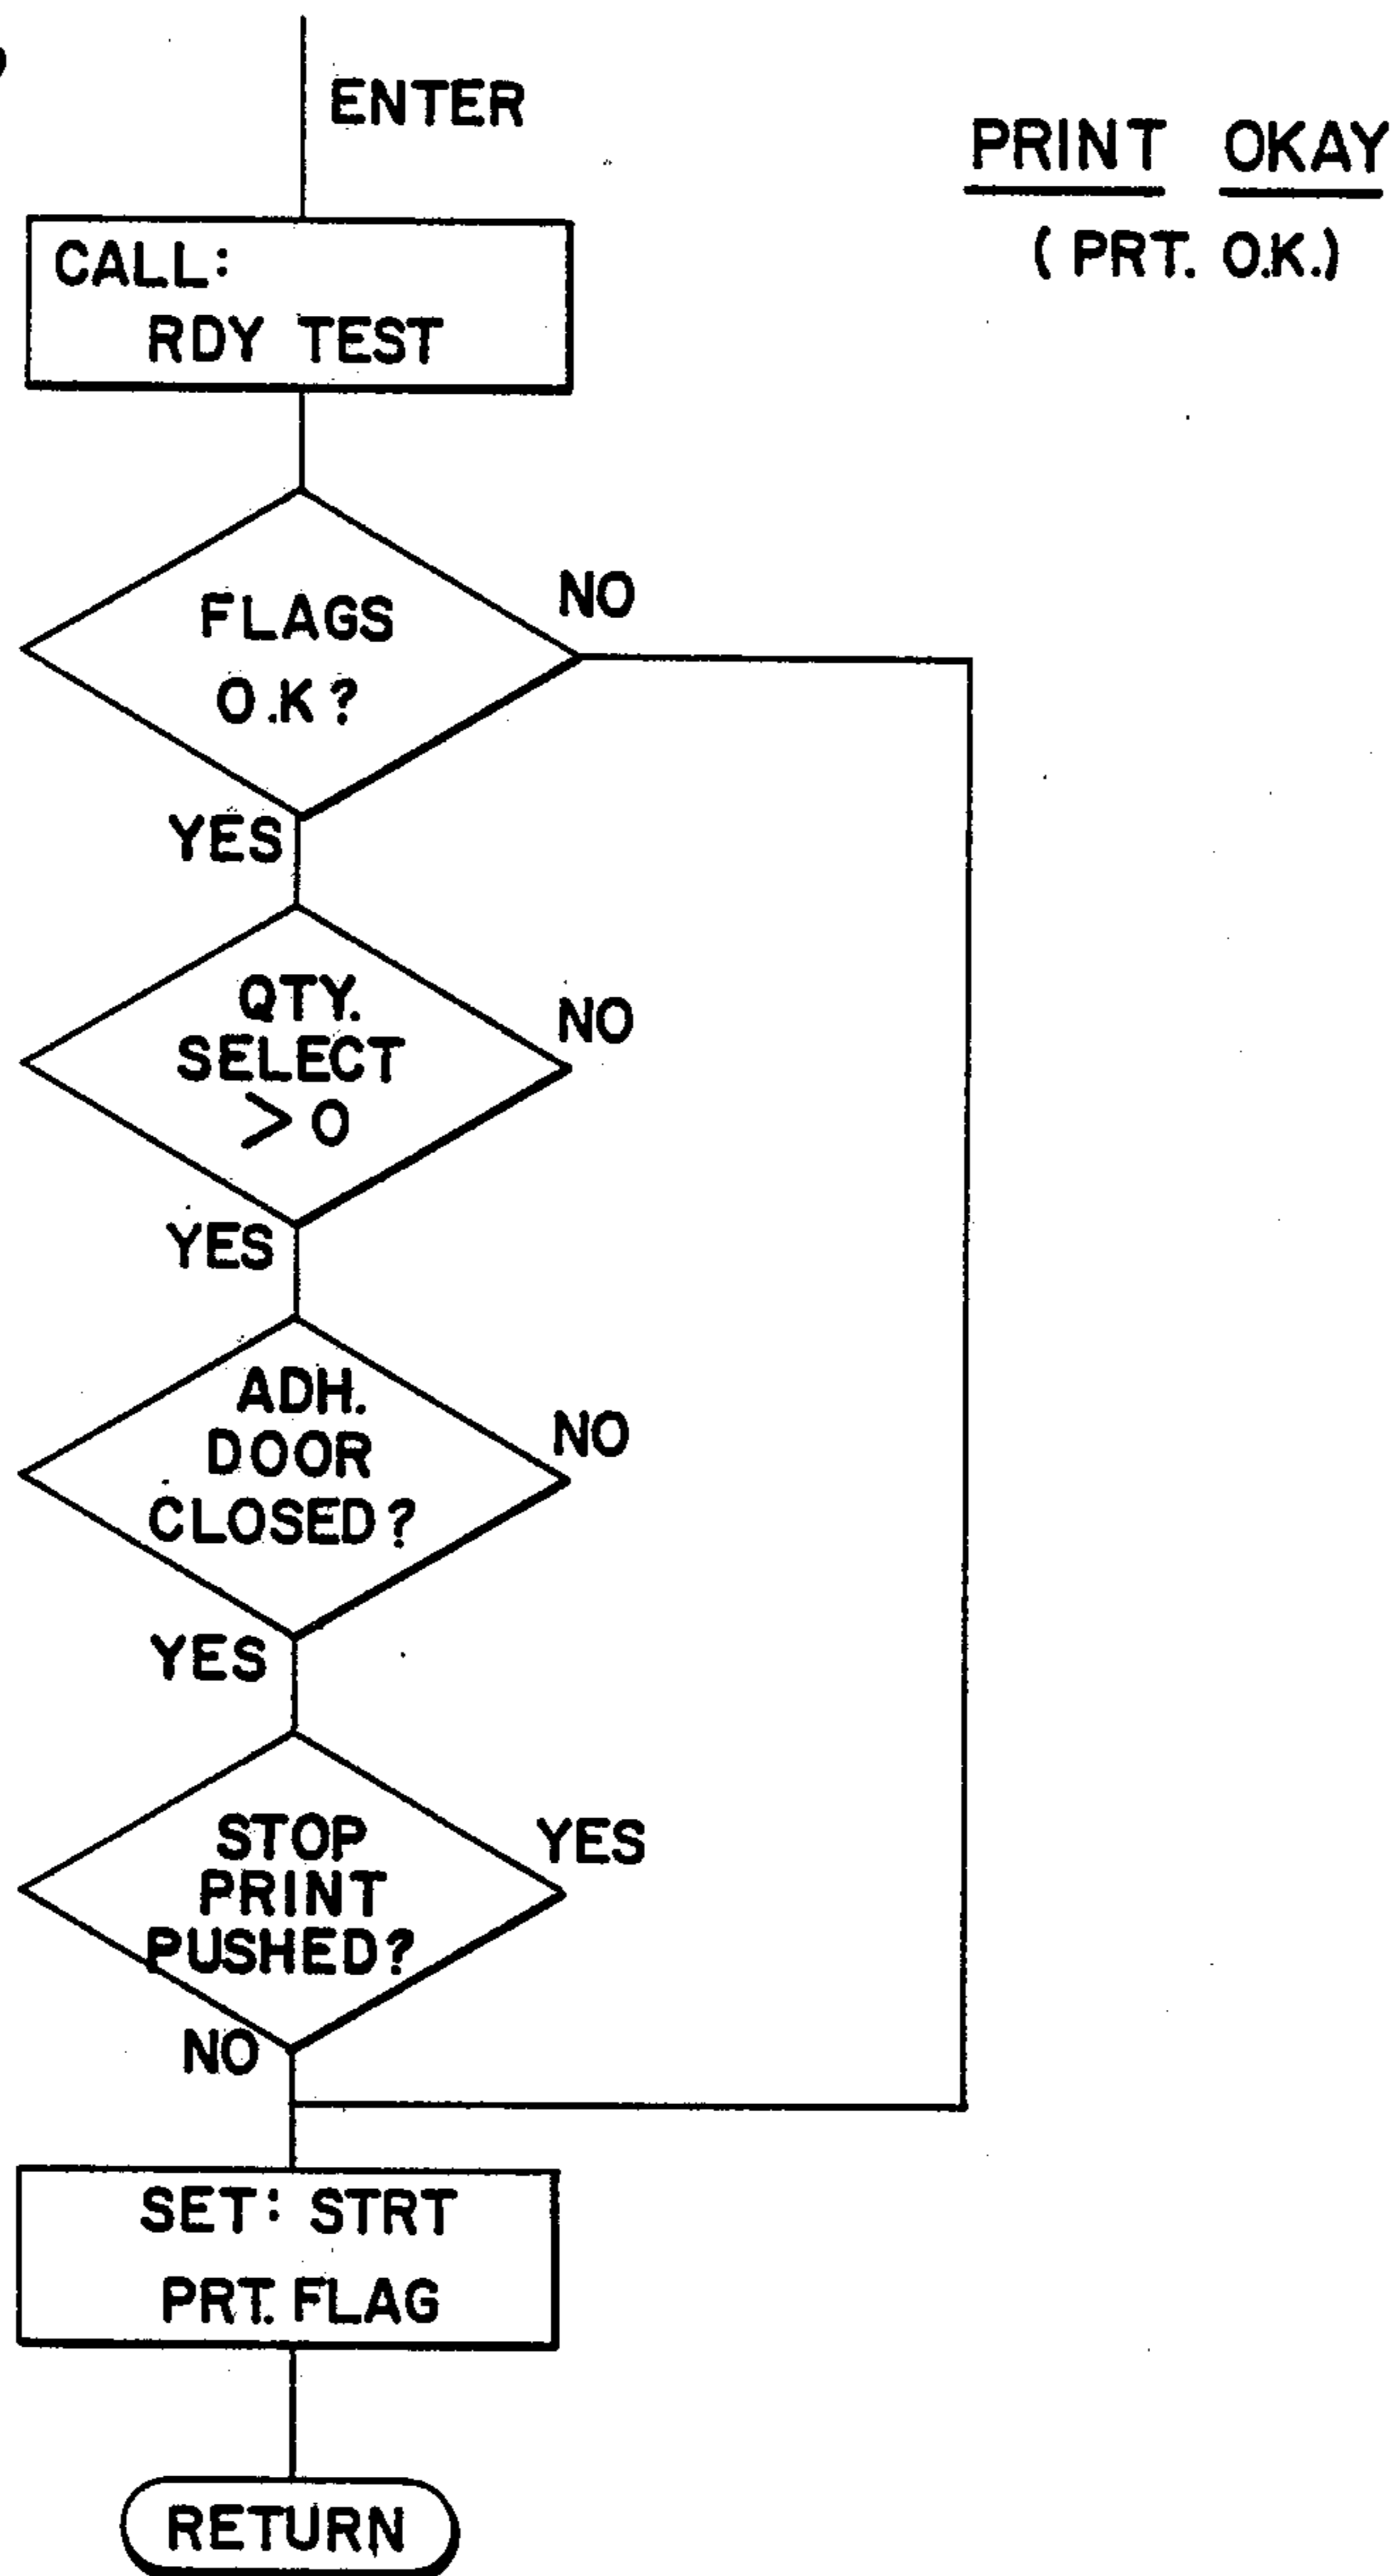 ENTER
PRINT OKAY
(PRT. O.K.)
CALL:
RDY TEST
FLAGS
O.K?
NO
YES
QTY.
SELECT
>0
NO
YES
ADH.
DOOR
CLOSED?
NO
YES
STOP
PRINT
PUSHED?
YES
NO
SET: STRT
PRT. FLAG
RETURN